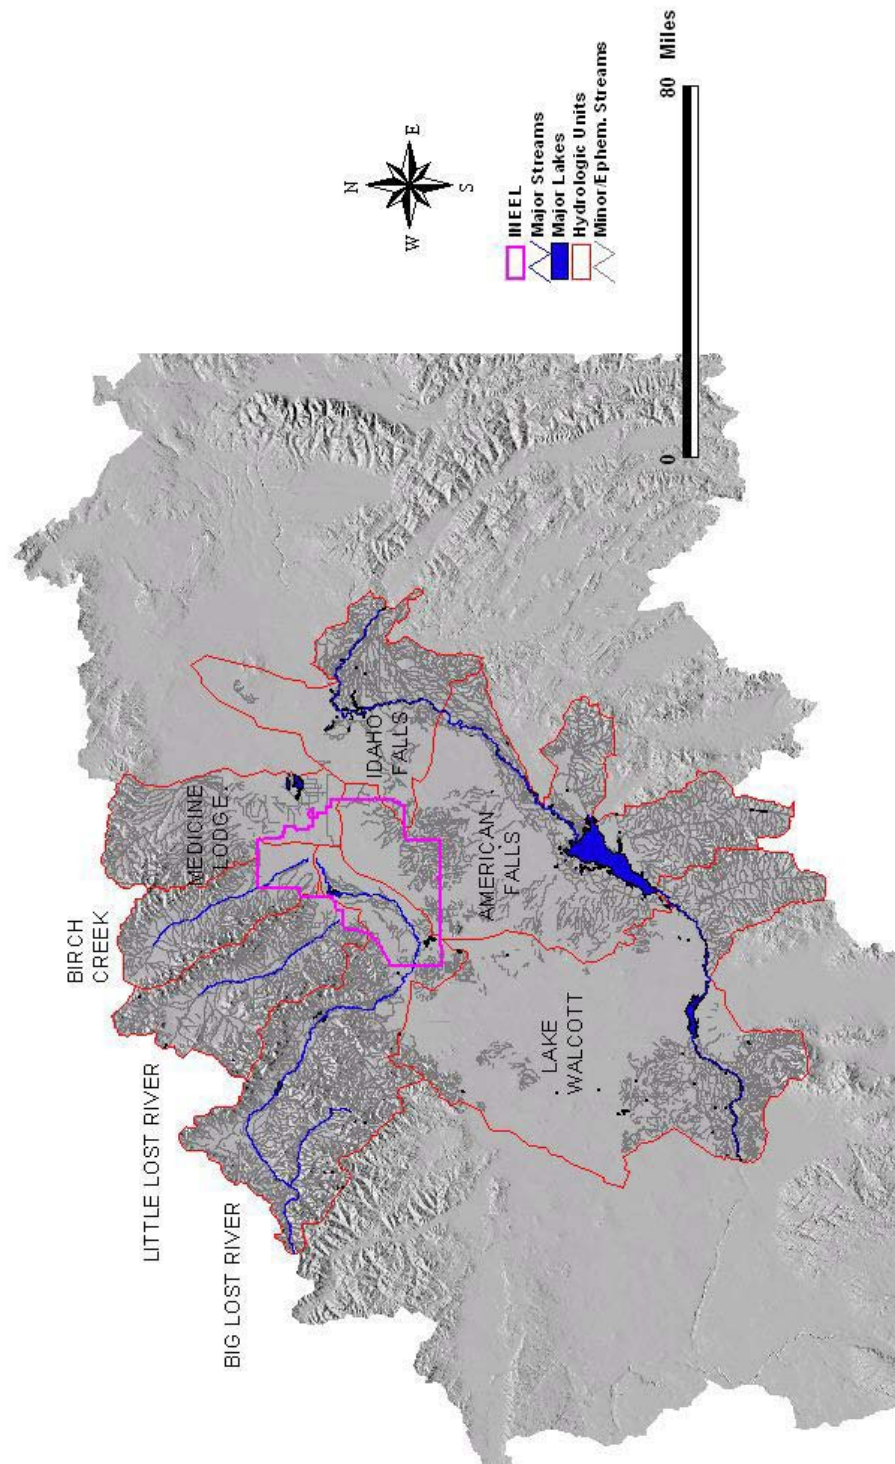 BIRCH
CREEK
LITTLE LOST RIVER
BIG LOST RIVER
MEDICINE
LODGE
IDAHO
FALLS
AMERICAN
FALLS
LAKE
WALCOTT
N
W E
S
INEEL
Major Streams
Major Lakes
Hydrologic Units
Minor/Ephem. Streams
0 80 Miles